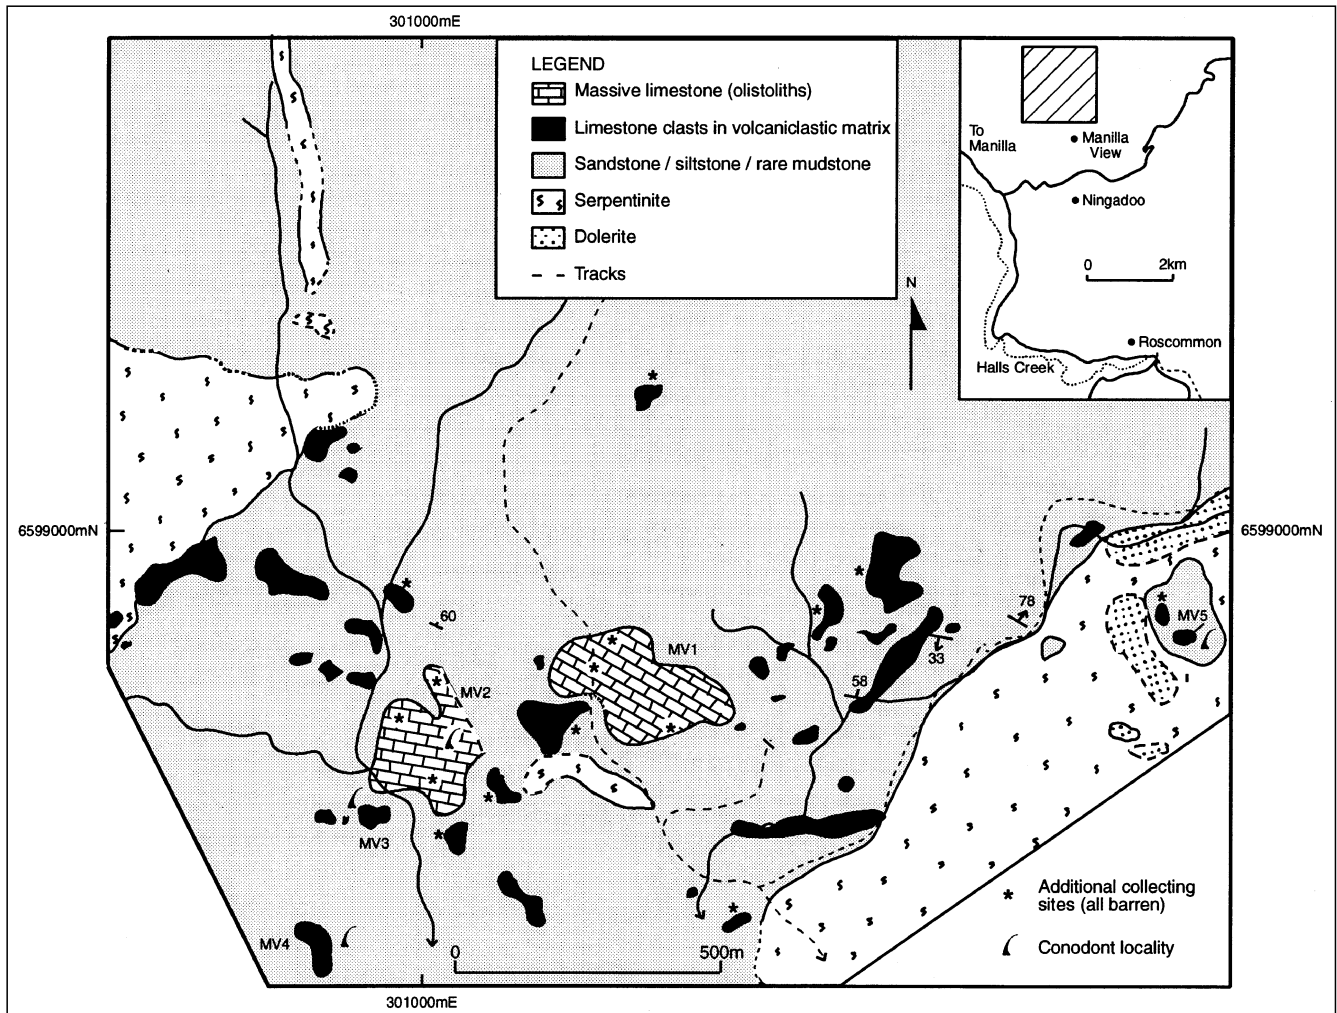 301000mE
LEGEND
Massive limestone (olistoliths)
Limestone clasts in volcaniclastic matrix
Sandstone / siltstone / rare mudstone
Serpentinite
Dolerite
Tracks
To
Manilla
Manilla
View
Ningadoo
0 2km
Roscommon
Halls Creek
N
6599000mN
6599000mN
60
78
MV5
MV1
33
MV2
58
MV3
MV4
Additional collecting
sites (all barren)
Conodont locality
0 500m
301000mE